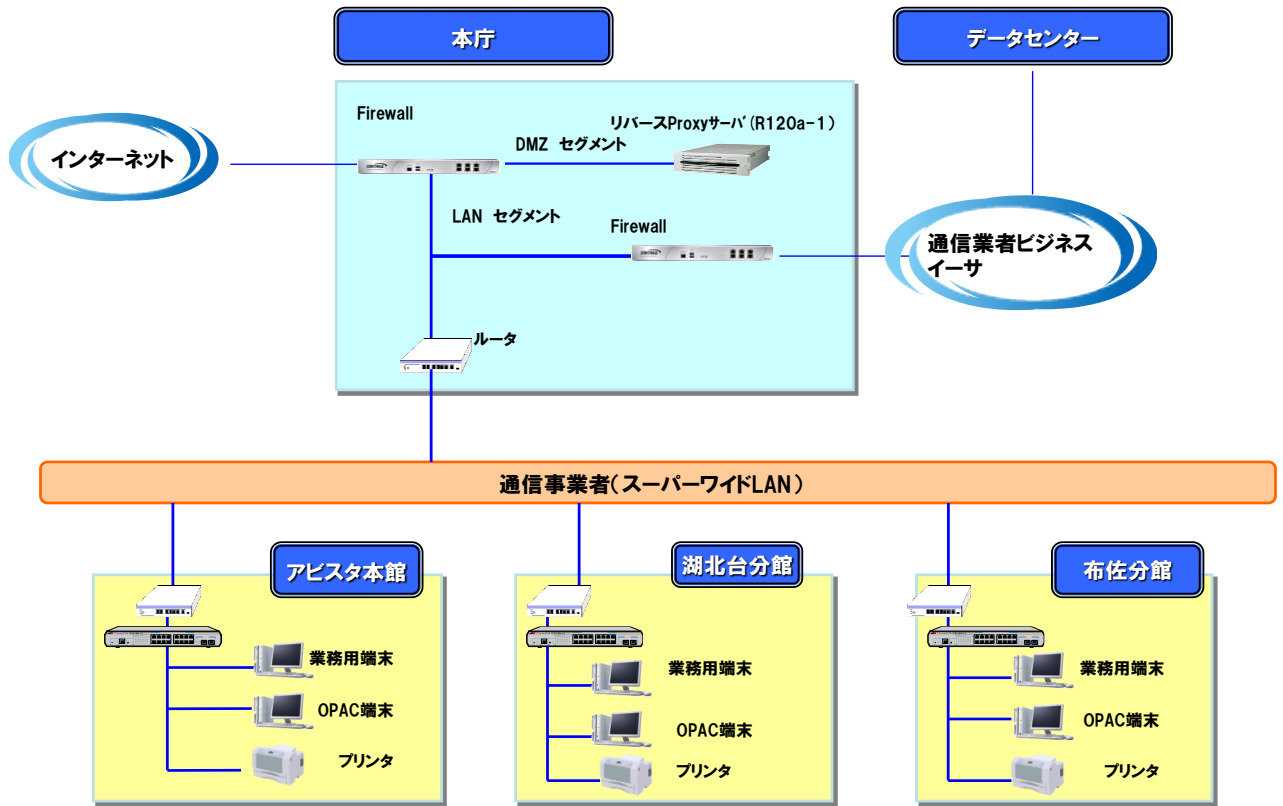 本庁
データセンター
Firewall
リバースProxyサーバ(R120a-1)
DMZ セグメント
インターネット
LAN セグメント
Firewall
通信業者ビジネス
イーサ
ルータ
通信事業者(スーパーワイドLAN)
アビスタ本館
湖北台分館
布佐分館
業務用端末
OPAC端末
プリンタ
業務用端末
OPAC端末
プリンタ
業務用端末
OPAC端末
プリンタ